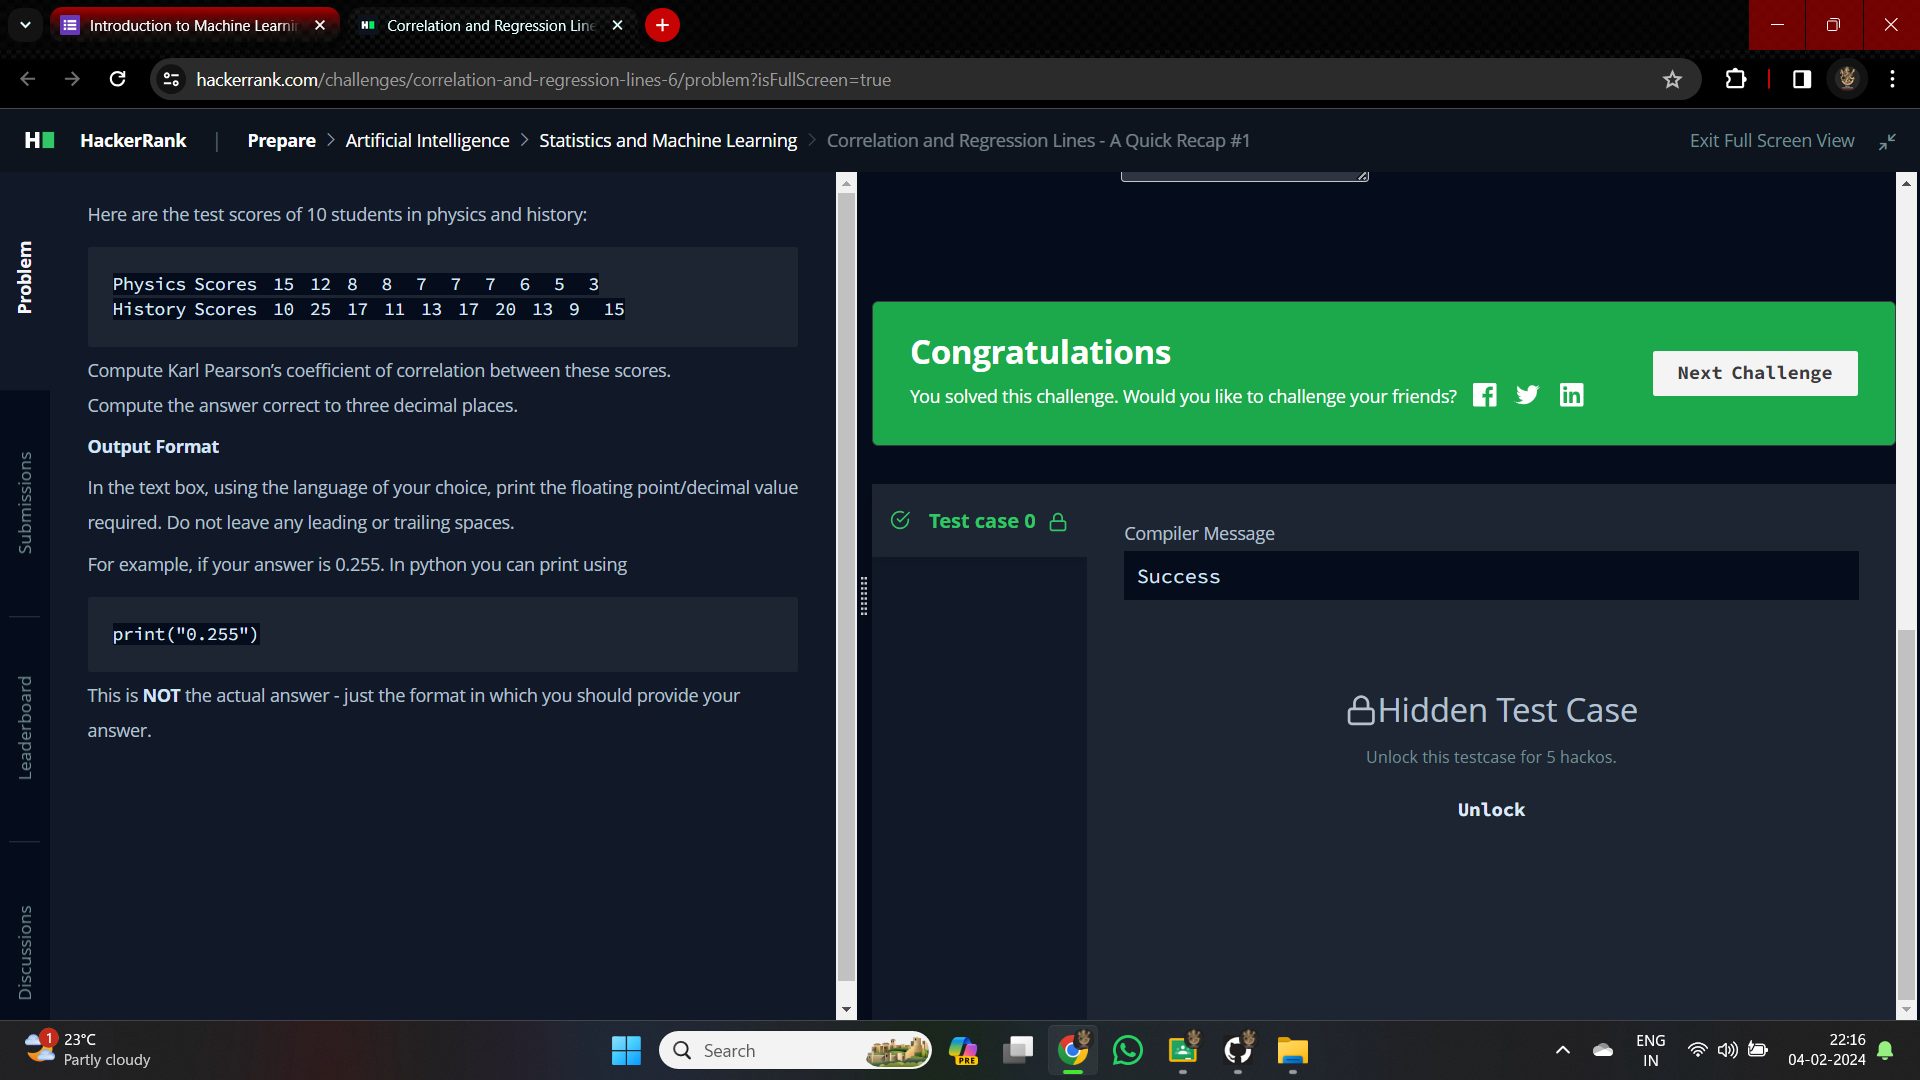 Introduction to Machine Learni
Correlation and Regression Line
hackerrank.com/challenges/correlation-and-regression-lines-6/problem?isFullScreen=true
HackerRank | Prepare > Artificial Intelligence > Statistics and Machine Learning > Correlation and Regression Lines - A Quick Recap #1
Exit Full Screen View
Problem
Submissions
Leaderboard
Discussions
Here are the test scores of 10 students in physics and history:
Physics Scores 15 12 8 8 7 7 7 6 5 3
History Scores 10 25 17 11 13 17 20 13 9 15
Compute Karl Pearson’s coefficient of correlation between these scores.
Compute the answer correct to three decimal places.
Output Format
In the text box, using the language of your choice, print the floating point/decimal value
required. Do not leave any leading or trailing spaces.
For example, if your answer is 0.255. In python you can print using
print("0.255")
This is NOT the actual answer - just the format in which you should provide your
answer.
Congratulations
You solved this challenge. Would you like to challenge your friends?
Next Challenge
Test case 0
Compiler Message
Success
Hidden Test Case
Unlock this testcase for 5 hackos.
Unlock
1
23°C
Partly cloudy
Search
PRE
ENG
IN
22:16
04-02-2024